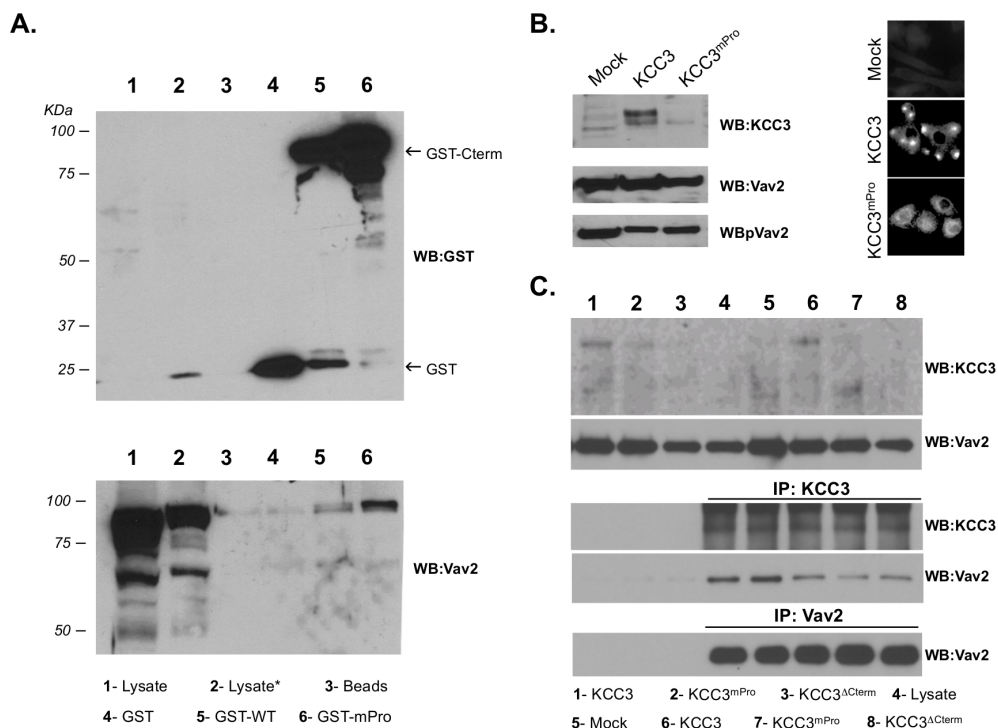 A.
1 2 3 4 5 6
KDa
100
75
50
37
25
GST-Cterm
WB:GST
GST
1 2 3 4 5 6
100
75
50
WB:Vav2
1- Lysate 2- Lysate* 3- Beads
4- GST 5- GST-WT 6- GST-mPro
B.
Mock KCC3 KCC3mPro
WB:KCC3
WB:Vav2
WBpVav2
Mock
KCC3
KCC3mPro
C.
1 2 3 4 5 6 7 8
WB:KCC3
WB:Vav2
IP: KCC3
WB:KCC3
WB:Vav2
IP: Vav2
WB:Vav2
1- KCC3 2- KCC3mPro 3- KCC3ΔCterm 4- Lysate
5- Mock 6- KCC3 7- KCC3mPro 8- KCC3ΔCterm